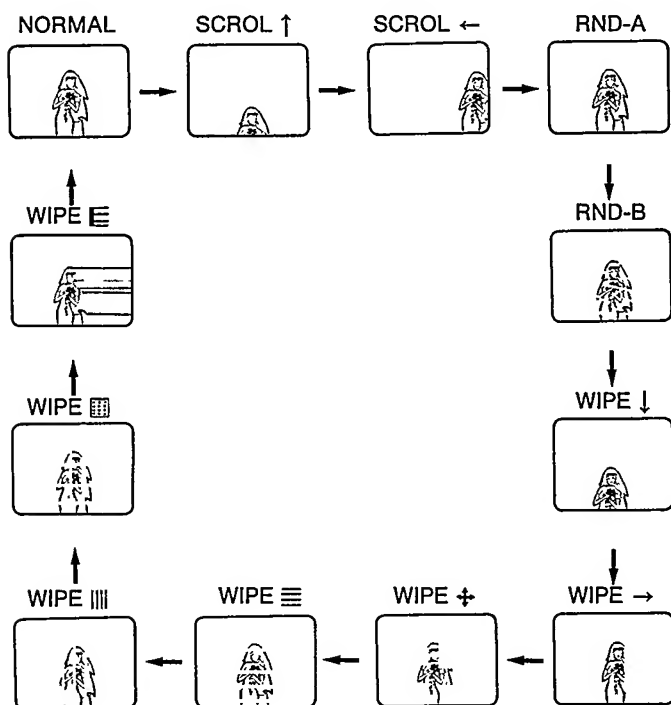 NORMAL
SCROL ↑
SCROL ←
RND-A
RND-B
WIPE ↓
WIPE →
WIPE ✣
WIPE ☰
WIPE ||||
WIPE ▦
WIPE E